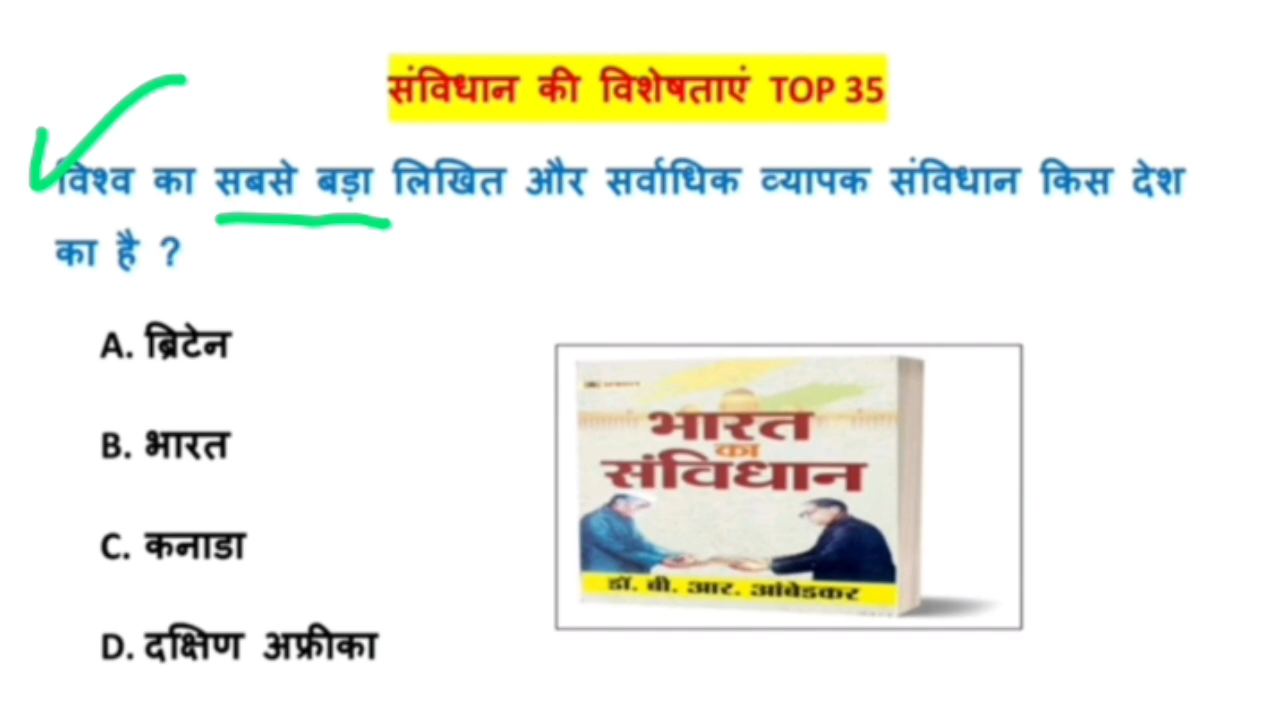 संविधान की विशेषताएं TOP 35
विश्व का सबसे बड़ा लिखित और सर्वाधिक व्यापक संविधान किस देश
का है ?
A. ब्रिटेन
B. भारत
C. कनाडा
D. दक्षिण अफ्रीका
भारत
का
संविधान
डॉ. बी. आर. आंबेडकर